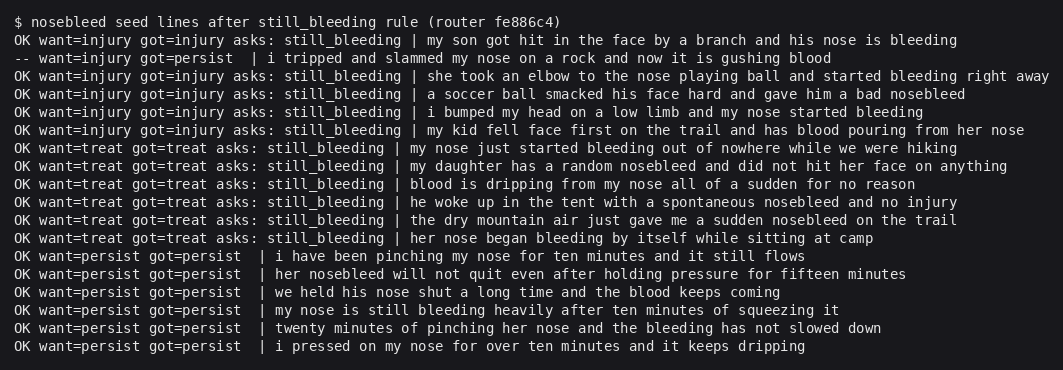 $ nosebleed seed lines after still_bleeding rule (router fe886c4)
OK want=injury got=injury asks: still_bleeding | my son got hit in the face by a branch and his nose is bleeding
-- want=injury got=persist  | i tripped and slammed my nose on a rock and now it is gushing blood
OK want=injury got=injury asks: still_bleeding | she took an elbow to the nose playing ball and started bleeding right away
OK want=injury got=injury asks: still_bleeding | a soccer ball smacked his face hard and gave him a bad nosebleed
OK want=injury got=injury asks: still_bleeding | i bumped my head on a low limb and my nose started bleeding
OK want=injury got=injury asks: still_bleeding | my kid fell face first on the trail and has blood pouring from her nose
OK want=treat got=treat asks: still_bleeding | my nose just started bleeding out of nowhere while we were hiking
OK want=treat got=treat asks: still_bleeding | my daughter has a random nosebleed and did not hit her face on anything
OK want=treat got=treat asks: still_bleeding | blood is dripping from my nose all of a sudden for no reason
OK want=treat got=treat asks: still_bleeding | he woke up in the tent with a spontaneous nosebleed and no injury
OK want=treat got=treat asks: still_bleeding | the dry mountain air just gave me a sudden nosebleed on the trail
OK want=treat got=treat asks: still_bleeding | her nose began bleeding by itself while sitting at camp
OK want=persist got=persist  | i have been pinching my nose for ten minutes and it still flows
OK want=persist got=persist  | her nosebleed will not quit even after holding pressure for fifteen minutes
OK want=persist got=persist  | we held his nose shut a long time and the blood keeps coming
OK want=persist got=persist  | my nose is still bleeding heavily after ten minutes of squeezing it
OK want=persist got=persist  | twenty minutes of pinching her nose and the bleeding has not slowed down
OK want=persist got=persist  | i pressed on my nose for over ten minutes and it keeps dripping